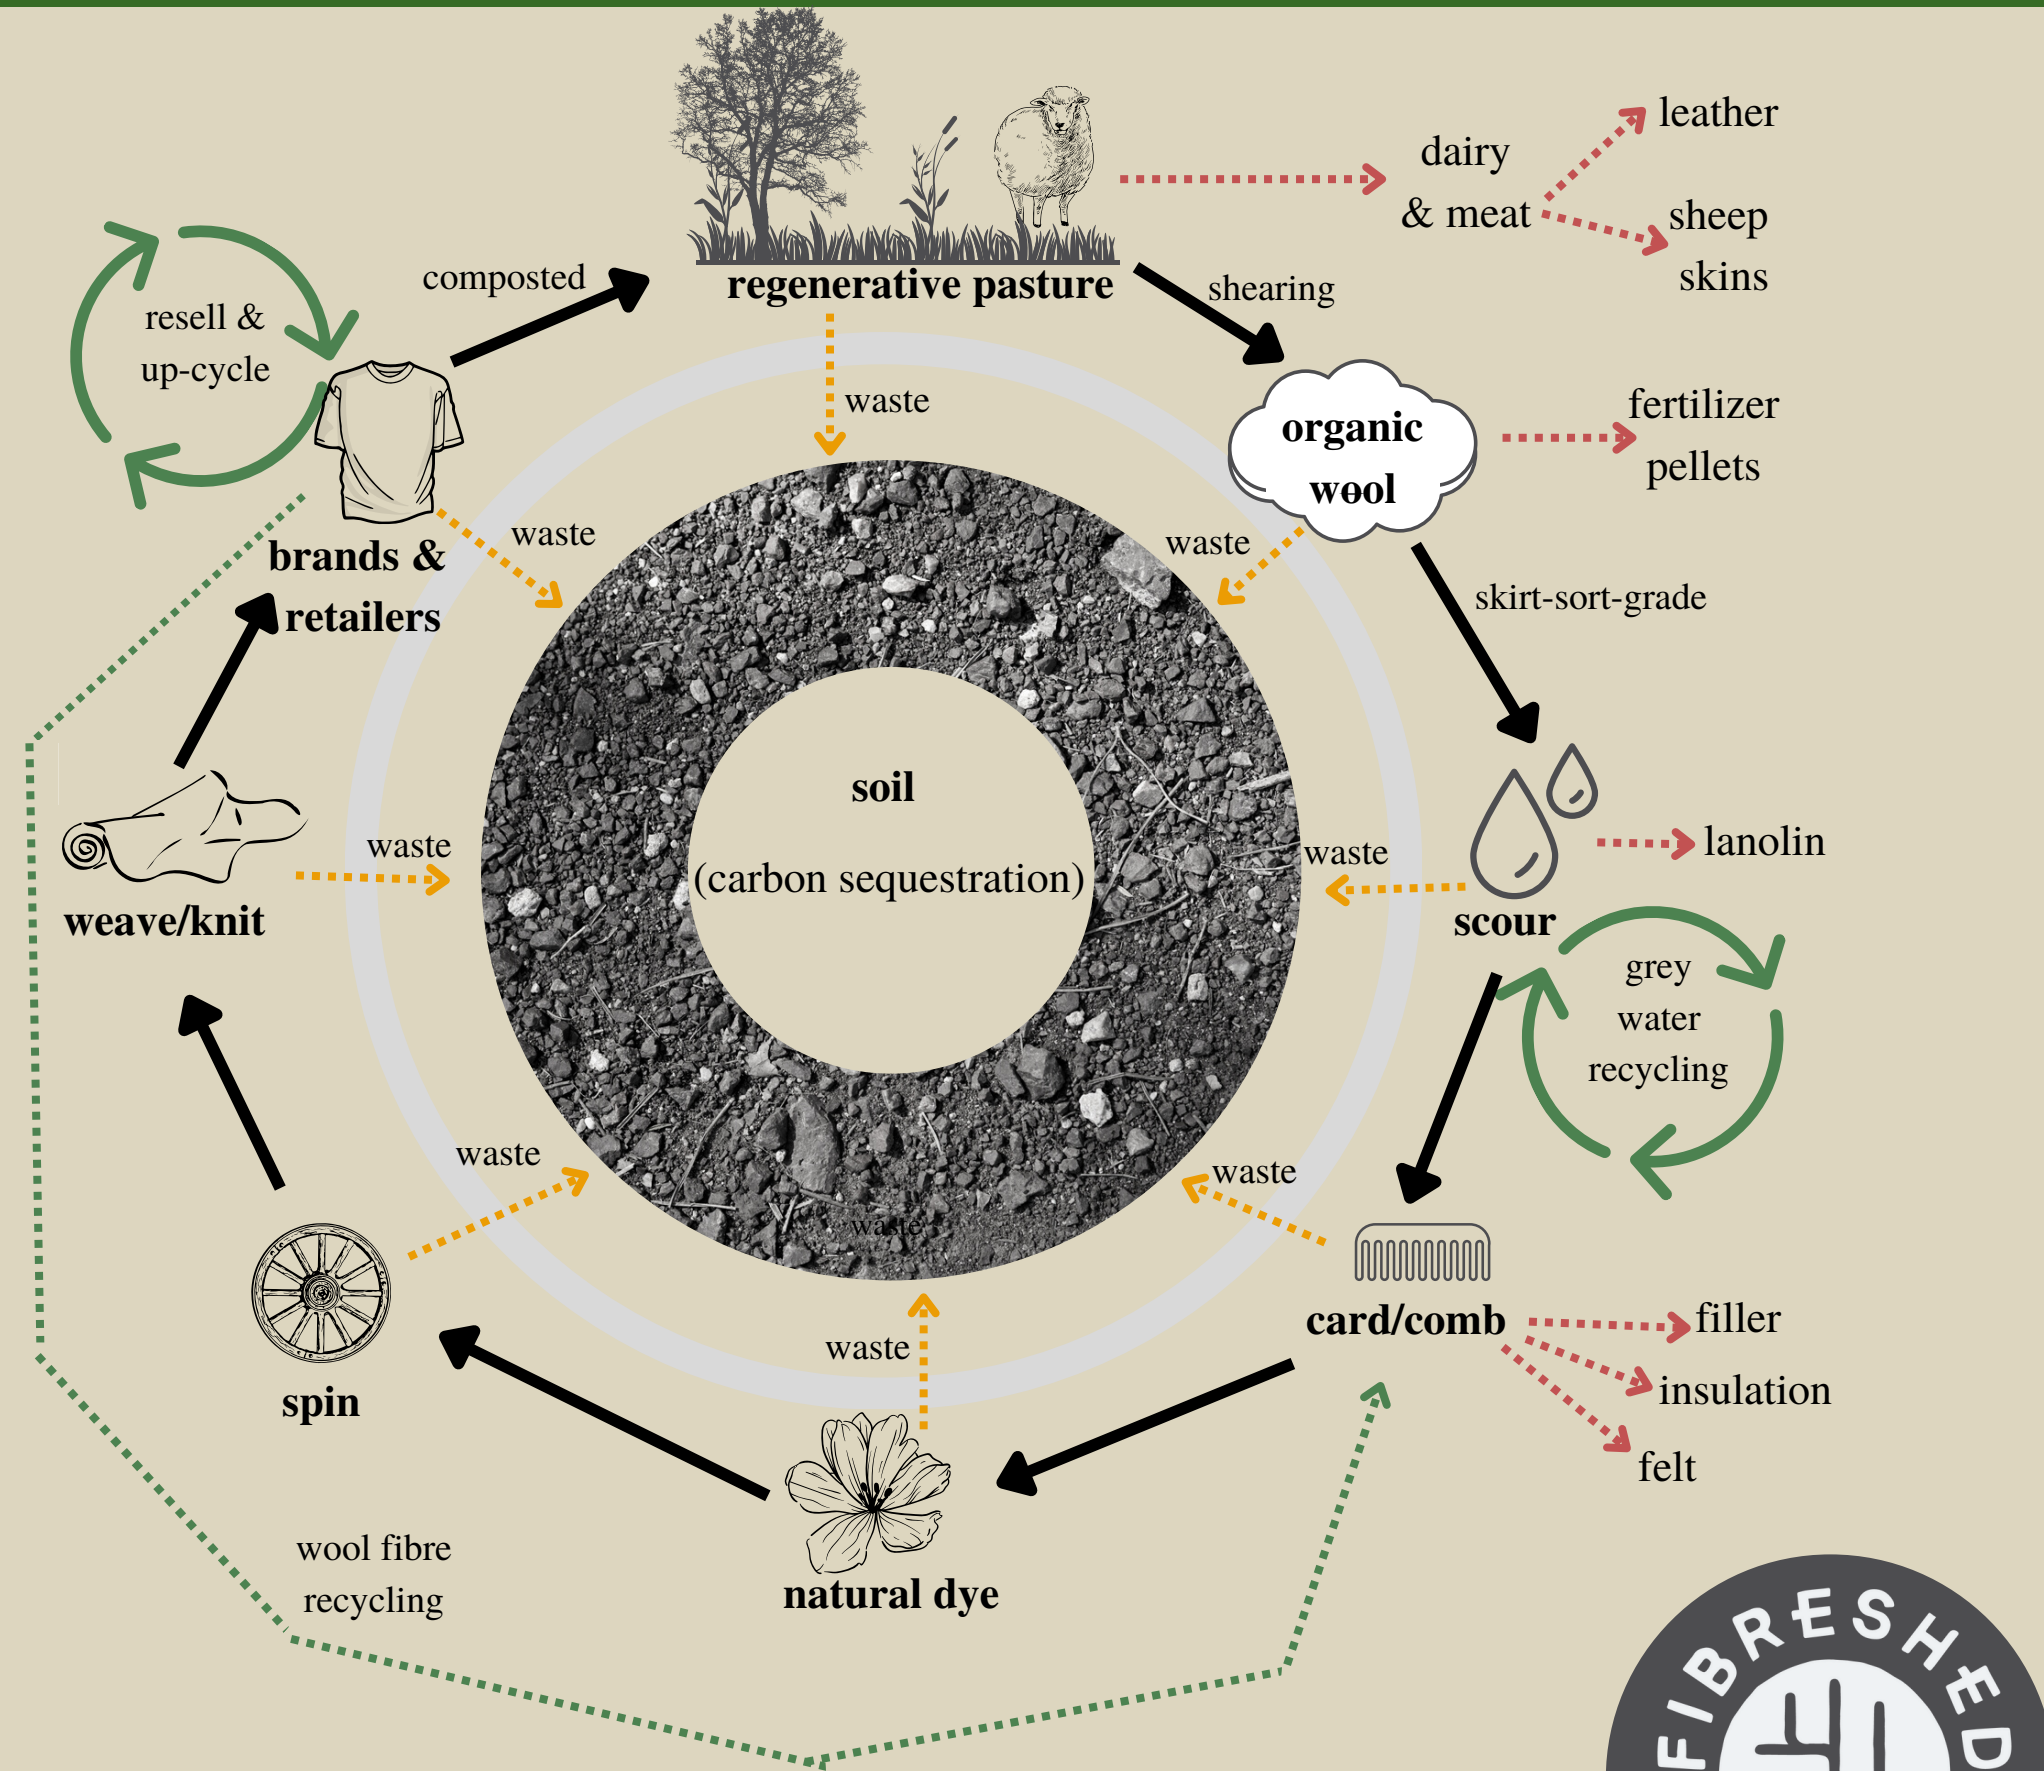 leather
dairy
& meat
sheep
skins
composted
regenerative pasture
shearing
resell &
up-cycle
waste
organic
wool
fertilizer
pellets
brands &
retailers
waste
waste
skirt-sort-grade
soil
(carbon sequestration)
weave/knit
waste
waste
lanolin
scour
grey
water
recycling
waste
waste
waste
card/comb
filler
insulation
felt
spin
waste
natural dye
wool fibre
recycling
FIBRESHED